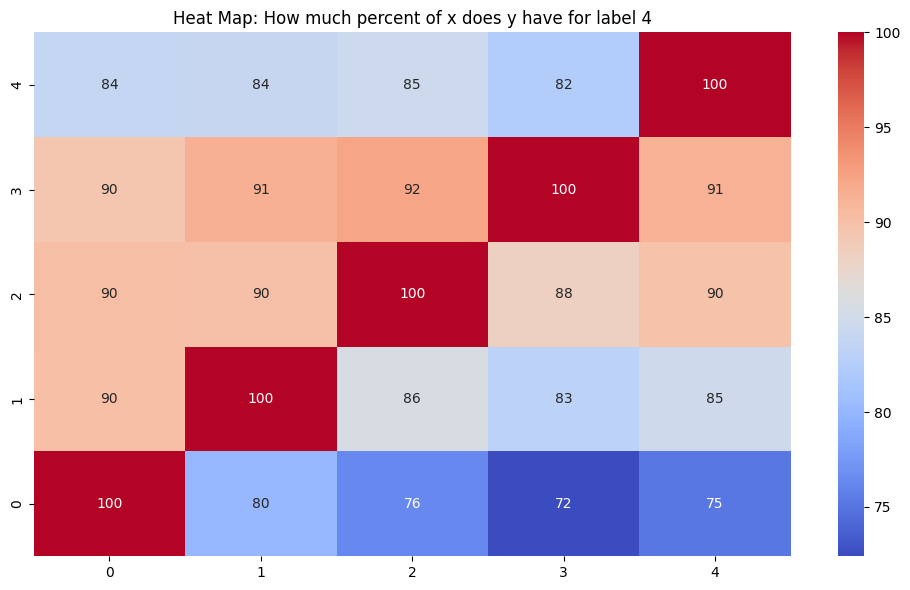 Heat Map: How much percent of x does y have for label 4
4 84 84 85 82 100
3 90 91 92 100 91
2 90 90 100 88 90
1 90 100 86 83 85
0 100 80 76 72 75
0 1 2 3 4
100
95
90
85
80
75